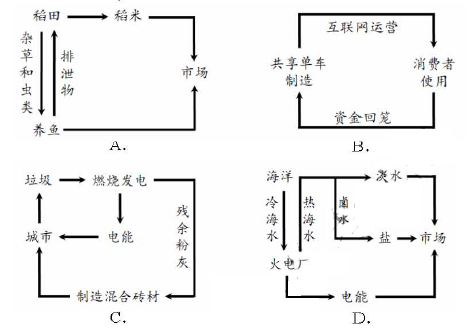 稻田 稻米
杂草和虫类
排泄物
市场
养鱼
A.
互联网运营
共享单车制造
消费者使用
资金回笼
B.
垃圾 燃烧发电
残余粉灰
城市 电能
制造混合砖材
C.
海洋 淡水
冷海水
热海水
卤水
盐 市场
火电厂
电能
D.